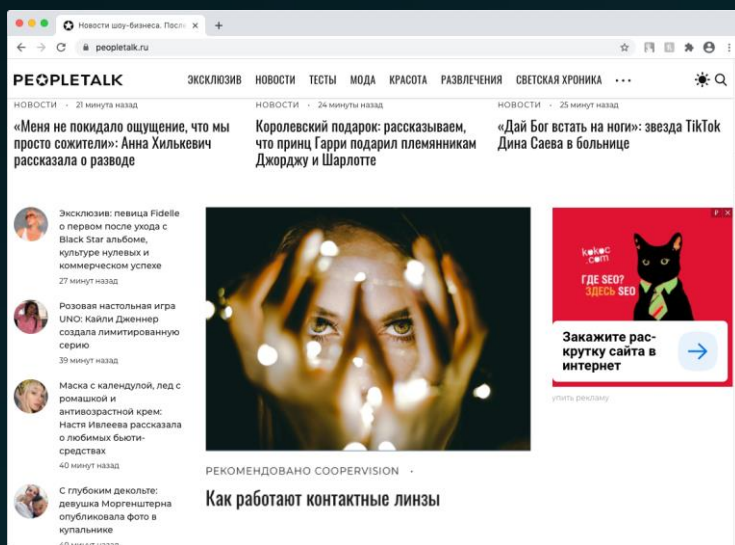 Новости шоу-бизнеса. После
peopletalk.ru
PEOPLETALK
ЭКСКЛЮЗИВ НОВОСТИ ТЕСТЫ МОДА КРАСОТА РАЗВЛЕЧЕНИЯ СВЕТСКАЯ ХРОНИКА ...
НОВОСТИ · 21 минута назад
«Меня не покидало ощущение, что мы
просто сожители»: Анна Хилькевич
рассказала о разводе
НОВОСТИ · 24 минуты назад
Королевский подарок: рассказываем,
что принц Гарри подарил племянникам
Джорджу и Шарлотте
НОВОСТИ · 25 минут назад
«Дай Бог встать на ноги»: звезда TikTok
Дина Саева в больнице
Эксклюзив: певица Fidelle
о первом после ухода с
Black Star альбоме,
культуре нулевых и
коммерческом успехе
27 минут назад
Розовая настольная игра
UNO: Кайли Дженнер
создала лимитированную
серию
39 минут назад
Маска с календулой, лед с
ромашкой и
антивозрастной крем:
Настя Ивлеева рассказала
о любимых бьюти-
средствах
40 минут назад
С глубоким декольте:
девушка Моргенштерна
опубликовала фото в
купальнике
РЕКОМЕНДОВАНО COOPERVISION ·
Как работают контактные линзы
kokoc
.com
ГДЕ SEO?
ЗДЕСЬ SEO
Закажите рас-
крутку сайта в
интернет
упить рекламу